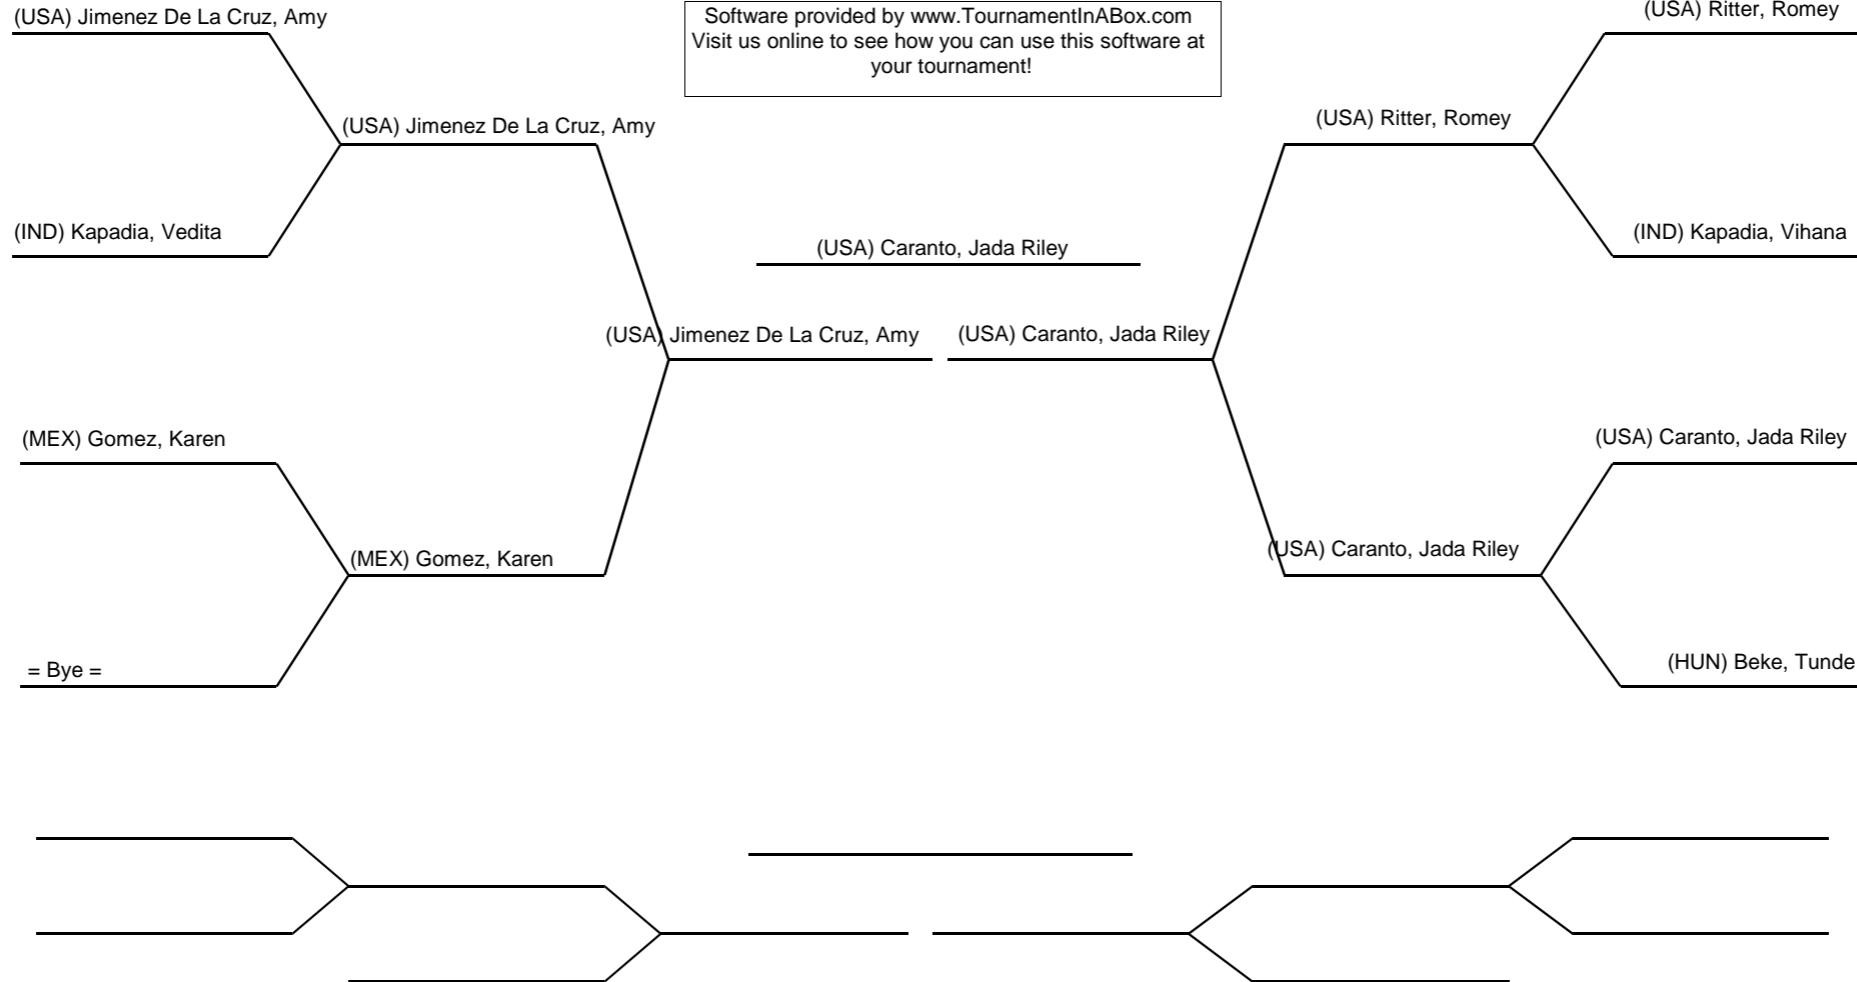 (USA) Jimenez De La Cruz, Amy
Software provided by www.TournamentInABox.com
Visit us online to see how you can use this software at
your tournament!
(USA) Ritter, Romey
(USA) Jimenez De La Cruz, Amy
(USA) Ritter, Romey
(IND) Kapadia, Vedita
(USA) Caranto, Jada Riley
(IND) Kapadia, Vihana
(USA) Jimenez De La Cruz, Amy
(USA) Caranto, Jada Riley
(MEX) Gomez, Karen
(USA) Caranto, Jada Riley
(MEX) Gomez, Karen
(USA) Caranto, Jada Riley
= Bye =
(HUN) Beke, Tunde